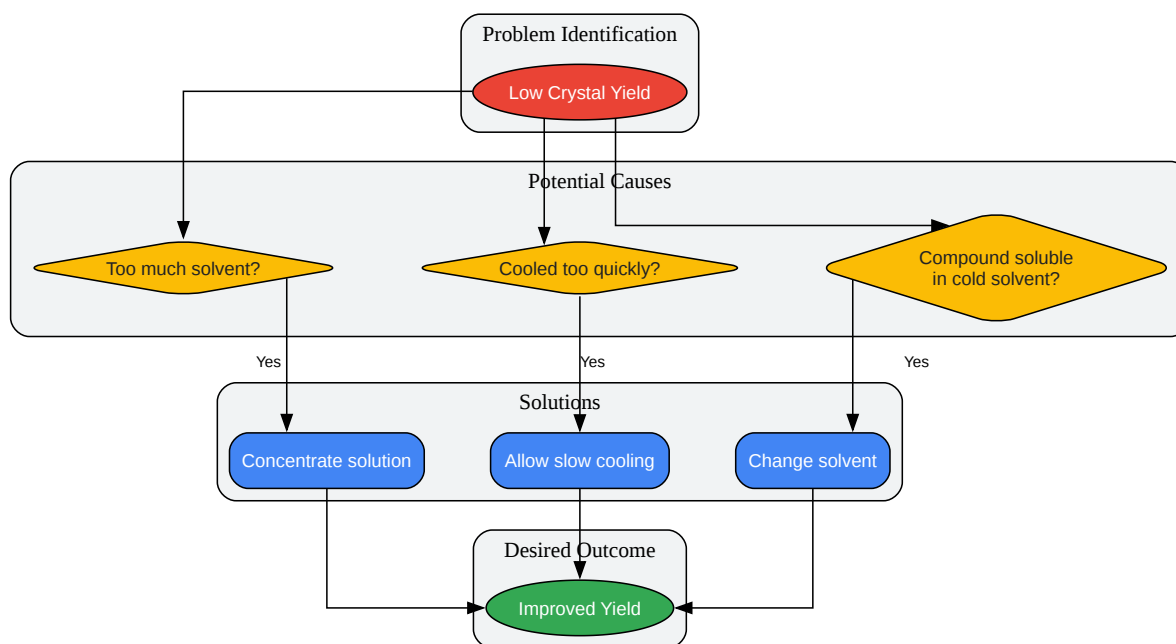 Problem Identification
Low Crystal Yield
Potential Causes
Too much solvent?
Cooled too quickly?
Compound soluble
in cold solvent?
Yes
Yes
Yes
Solutions
Concentrate solution
Allow slow cooling
Change solvent
Desired Outcome
Improved Yield